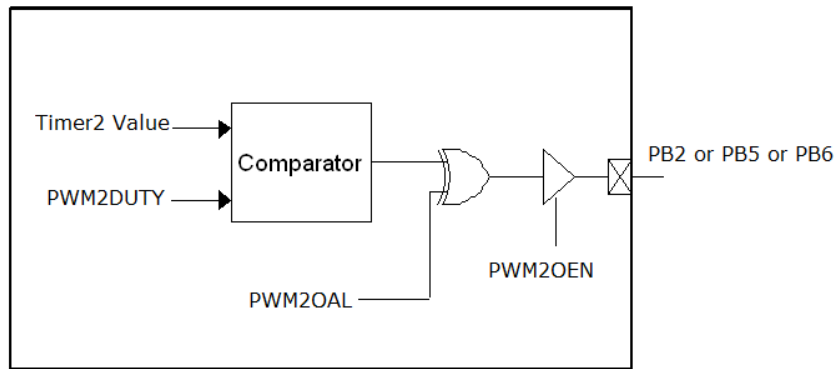 Timer2 Value
PWM2DUTY
Comparator
PWM2OAL
PWM2OEN
PB2 or PB5 or PB6